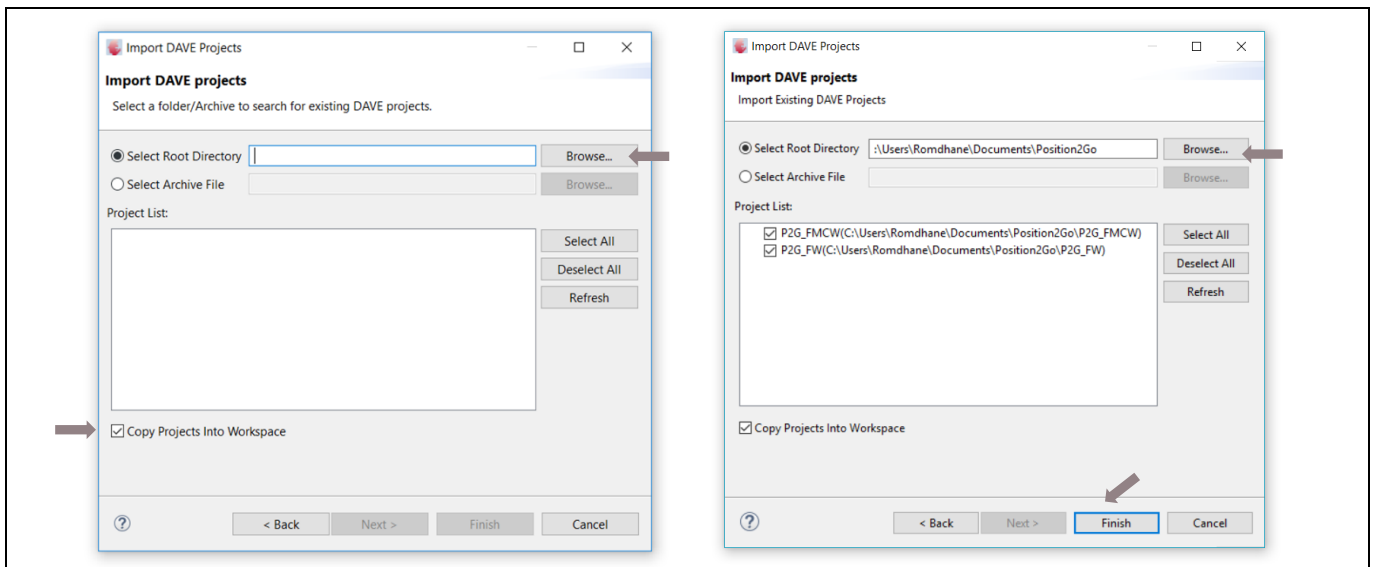 Import DAVE Projects
Import DAVE projects
Select a folder/Archive to search for existing DAVE projects.
Select Root Directory Browse...
Select Archive File Browse...
Project List:
Select All
Deselect All
Refresh
Copy Projects Into Workspace
? < Back Next > Finish Cancel
Import DAVE Projects
Import DAVE projects
Import Existing DAVE Projects
Select Root Directory :\Users\Romdhane\Documents\Position2Go Browse...
Select Archive File Browse...
Project List:
P2G_FMCW(C:\Users\Romdhane\Documents\Position2Go\P2G_FMCW) Select All
P2G_FW(C:\Users\Romdhane\Documents\Position2Go\P2G_FW)
Deselect All
Refresh
Copy Projects Into Workspace
? < Back Next > Finish Cancel